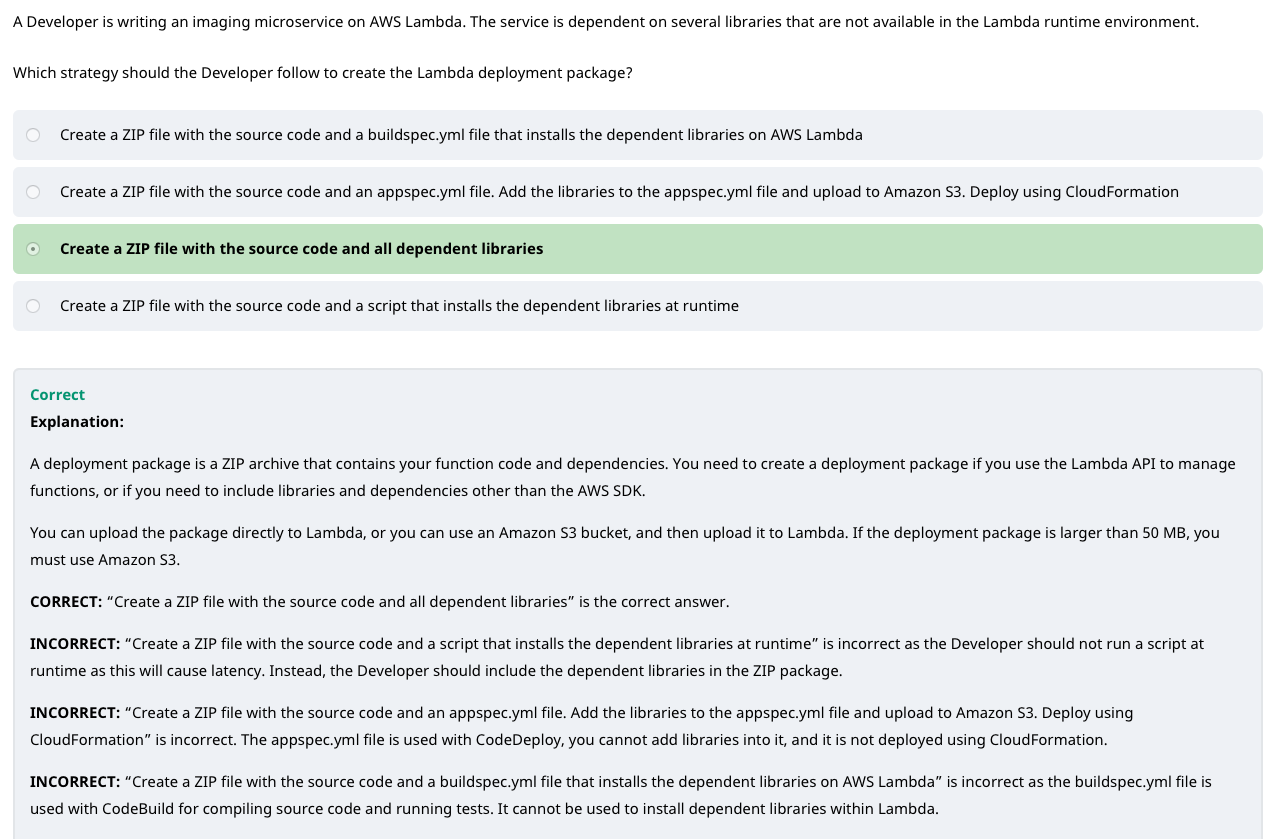 A Developer is writing an imaging microservice on AWS Lambda. The service is dependent on several libraries that are not available in the Lambda runtime environment.
Which strategy should the Developer follow to create the Lambda deployment package?
Create a ZIP file with the source code and a buildspec.yml file that installs the dependent libraries on AWS Lambda
Create a ZIP file with the source code and an appspec.yml file. Add the libraries to the appspec.yml file and upload to Amazon S3. Deploy using CloudFormation
Create a ZIP file with the source code and all dependent libraries
Create a ZIP file with the source code and a script that installs the dependent libraries at runtime
Correct
Explanation:
A deployment package is a ZIP archive that contains your function code and dependencies. You need to create a deployment package if you use the Lambda API to manage
functions, or if you need to include libraries and dependencies other than the AWS SDK.
You can upload the package directly to Lambda, or you can use an Amazon S3 bucket, and then upload it to Lambda. If the deployment package is larger than 50 MB, you
must use Amazon S3.
CORRECT: “Create a ZIP file with the source code and all dependent libraries” is the correct answer.
INCORRECT: “Create a ZIP file with the source code and a script that installs the dependent libraries at runtime” is incorrect as the Developer should not run a script at
runtime as this will cause latency. Instead, the Developer should include the dependent libraries in the ZIP package.
INCORRECT: “Create a ZIP file with the source code and an appspec.yml file. Add the libraries to the appspec.yml file and upload to Amazon S3. Deploy using
CloudFormation” is incorrect. The appspec.yml file is used with CodeDeploy, you cannot add libraries into it, and it is not deployed using CloudFormation.
INCORRECT: “Create a ZIP file with the source code and a buildspec.yml file that installs the dependent libraries on AWS Lambda” is incorrect as the buildspec.yml file is
used with CodeBuild for compiling source code and running tests. It cannot be used to install dependent libraries within Lambda.